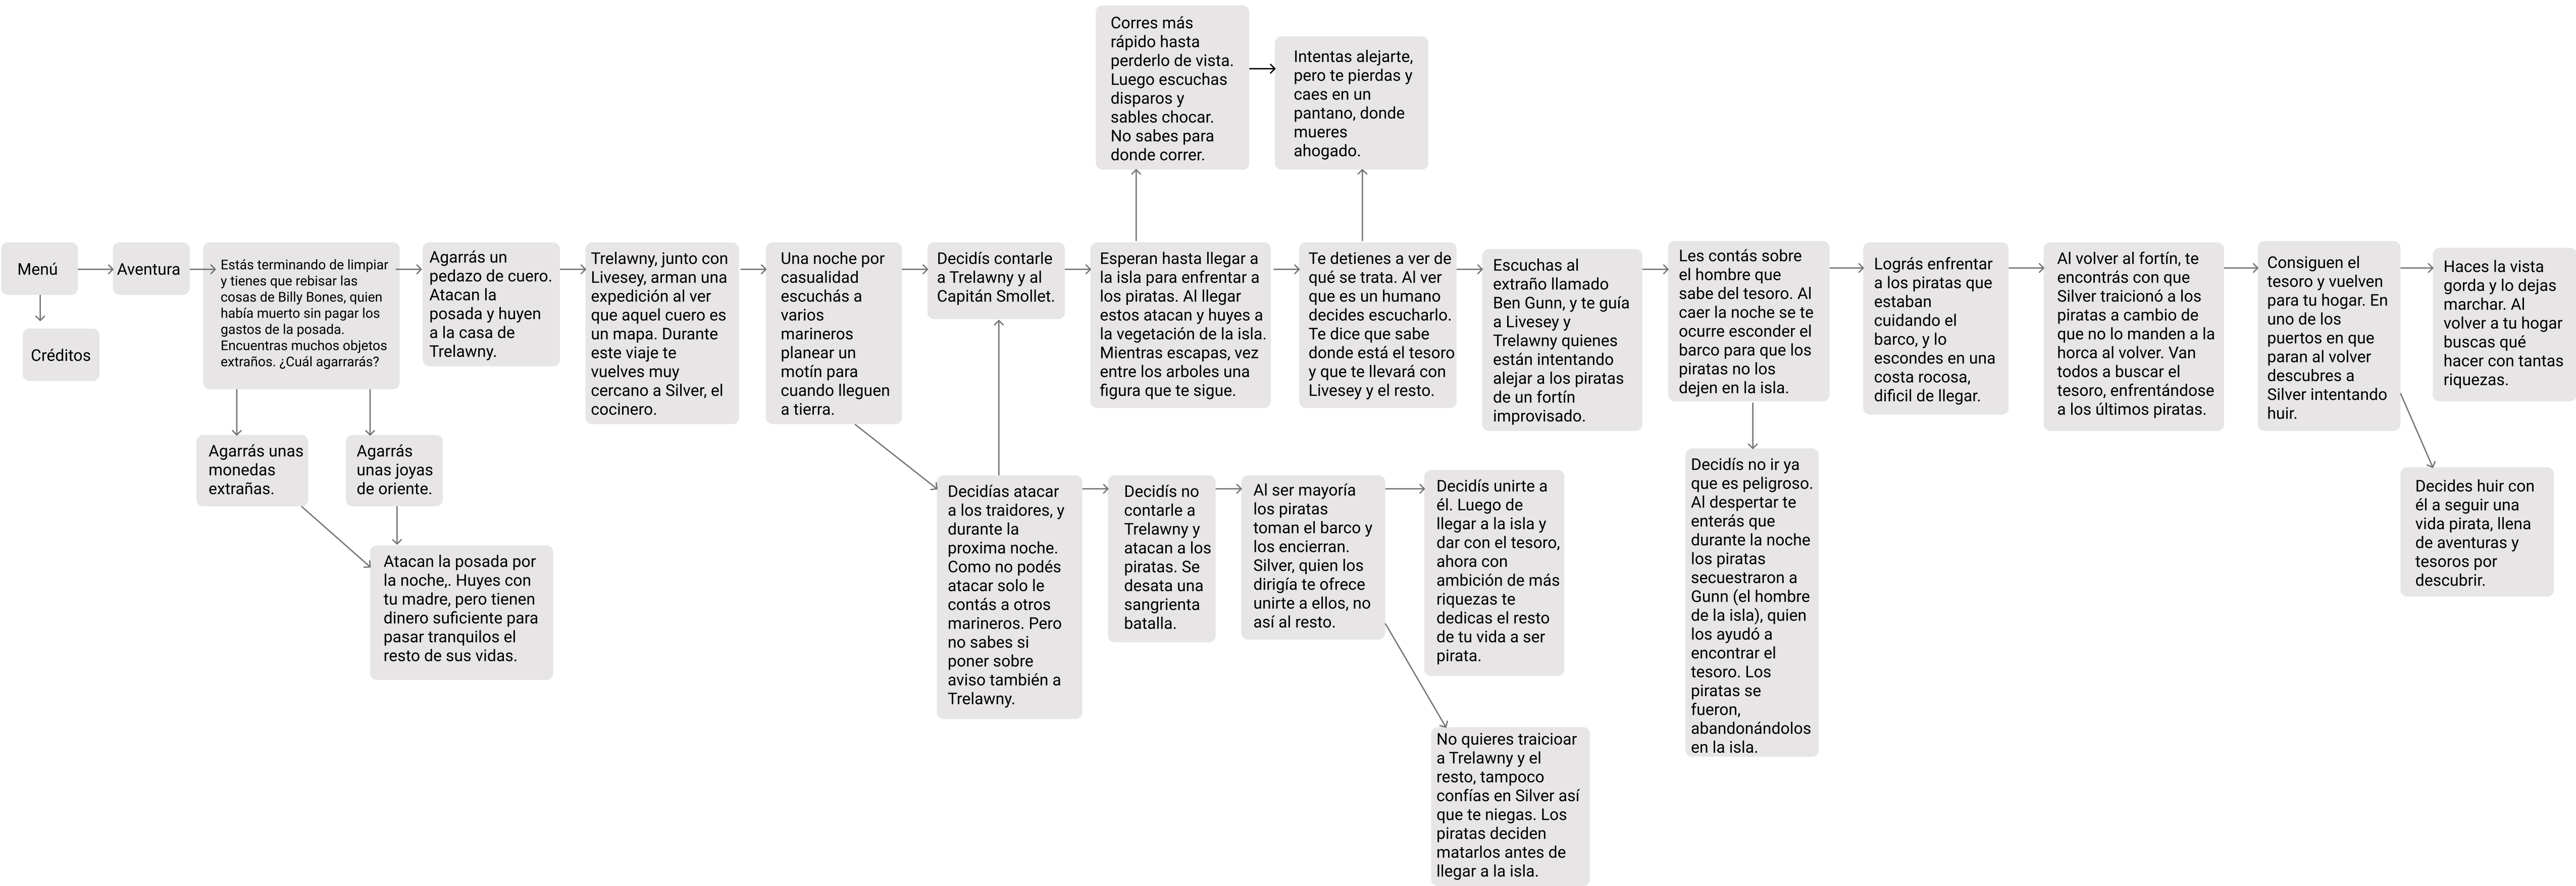 Corres más
rápido hasta
perderlo de vista.
Luego escuchas
disparos y
sables chocar.
No sabes para
donde correr.
Intentas alejarte,
pero te pierdas y
caes en un
pantano, donde
mueres
ahogado.
Menú
Aventura
Estás terminando de limpiar
y tienes que rebisar las
cosas de Billy Bones, quien
había muerto sin pagar los
gastos de la posada.
Encuentras muchos objetos
extraños. ¿Cuál agarrarás?
Agarrás un
pedazo de cuero.
Atacan la
posada y huyen
a la casa de
Trelawny.
Trelawny, junto con
Livesey, arman una
expedición al ver
que aquel cuero es
un mapa. Durante
este viaje te
vuelves muy
cercano a Silver, el
cocinero.
Una noche por
casualidad
escuchás a
varios
marineros
planear un
motín para
cuando lleguen
a tierra.
Decidís contarle
a Trelawny y al
Capitán Smollet.
Esperan hasta llegar a
la isla para enfrentar a
los piratas. Al llegar
estos atacan y huyes a
la vegetación de la isla.
Mientras escapas, vez
entre los arboles una
figura que te sigue.
Te detienes a ver de
qué se trata. Al ver
que es un humano
decides escucharlo.
Te dice que sabe
donde está el tesoro
y que te llevará con
Livesey y el resto.
Escuchas al
extraño llamado
Ben Gunn, y te guía
a Livesey y
Trelawny quienes
están intentando
alejar a los piratas
de un fortín
improvisado.
Les contás sobre
el hombre que
sabe del tesoro. Al
caer la noche se te
ocurre esconder el
barco para que los
piratas no los
dejen en la isla.
Lográs enfrentar
a los piratas que
estaban
cuidando el
barco, y lo
escondes en una
costa rocosa,
dificil de llegar.
Al volver al fortín, te
encontrás con que
Silver traicionó a los
piratas a cambio de
que no lo manden a la
horca al volver. Van
todos a buscar el
tesoro, enfrentándose
a los últimos piratas.
Consiguen el
tesoro y vuelven
para tu hogar. En
uno de los
puertos en que
paran al volver
descubres a
Silver intentando
huir.
Haces la vista
gorda y lo dejas
marchar. Al
volver a tu hogar
buscas qué
hacer con tantas
riquezas.
Créditos
Agarrás unas
monedas
extrañas.
Agarrás
unas joyas
de oriente.
Atacan la posada por
la noche,. Huyes con
tu madre, pero tienen
dinero suficiente para
pasar tranquilos el
resto de sus vidas.
Decidías atacar
a los traidores, y
durante la
proxima noche.
Como no podés
atacar solo le
contás a otros
marineros. Pero
no sabes si
poner sobre
aviso también a
Trelawny.
Decidís no
contarle a
Trelawny y
atacan a los
piratas. Se
desata una
sangrienta
batalla.
Al ser mayoría
los piratas
toman el barco y
los encierran.
Silver, quien los
dirigía te ofrece
unirte a ellos, no
así al resto.
Decidís unirte a
él. Luego de
llegar a la isla y
dar con el tesoro,
ahora con
ambición de más
riquezas te
dedicas el resto
de tu vida a ser
pirata.
No quieres traicioar
a Trelawny y el
resto, tampoco
confías en Silver así
que te niegas. Los
piratas deciden
matarlos antes de
llegar a la isla.
Decidís no ir ya
que es peligroso.
Al despertar te
enterás que
durante la noche
los piratas
secuestraron a
Gunn (el hombre
de la isla), quien
los ayudó a
encontrar el
tesoro. Los
piratas se
fueron,
abandonándolos
en la isla.
Decides huir con
él a seguir una
vida pirata, llena
de aventuras y
tesoros por
descubrir.